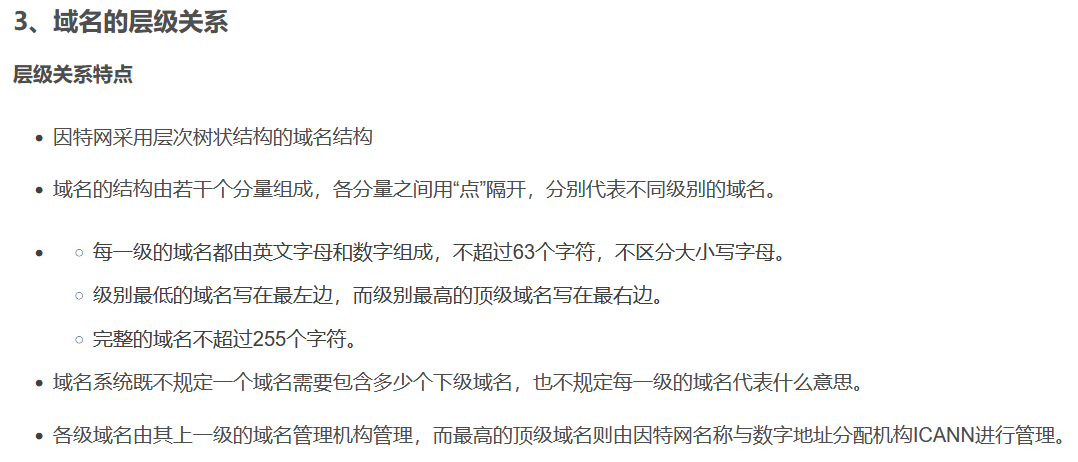 3、域名的层级关系
层级关系特点
因特网采用层次树状结构的域名结构
域名的结构由若干个分量组成，各分量之间用“点”隔开，分别代表不同级别的域名。
每一级的域名都由英文字母和数字组成，不超过63个字符，不区分大小写字母。
级别最低的域名写在最左边，而级别最高的顶级域名写在最右边。
完整的域名不超过255个字符。
域名系统既不规定一个域名需要包含多少个下级域名，也不规定每一级的域名代表什么意思。
各级域名由其上一级的域名管理机构管理，而最高的顶级域名则由因特网名称与数字地址分配机构ICANN进行管理。